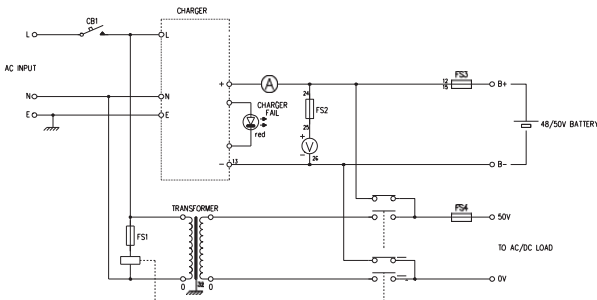 CHARGER
CB1
L
L
AC INPUT
N
N
E
E
+
A
CHARGER
FAIL
red
24
FS2
25
+
V
-
26
12
15
FS3
B+
48/50V BATTERY
-
13
B-
TRANSFORMER
FS1
0
0
FS4
50V
TO AC/DC LOAD
0V